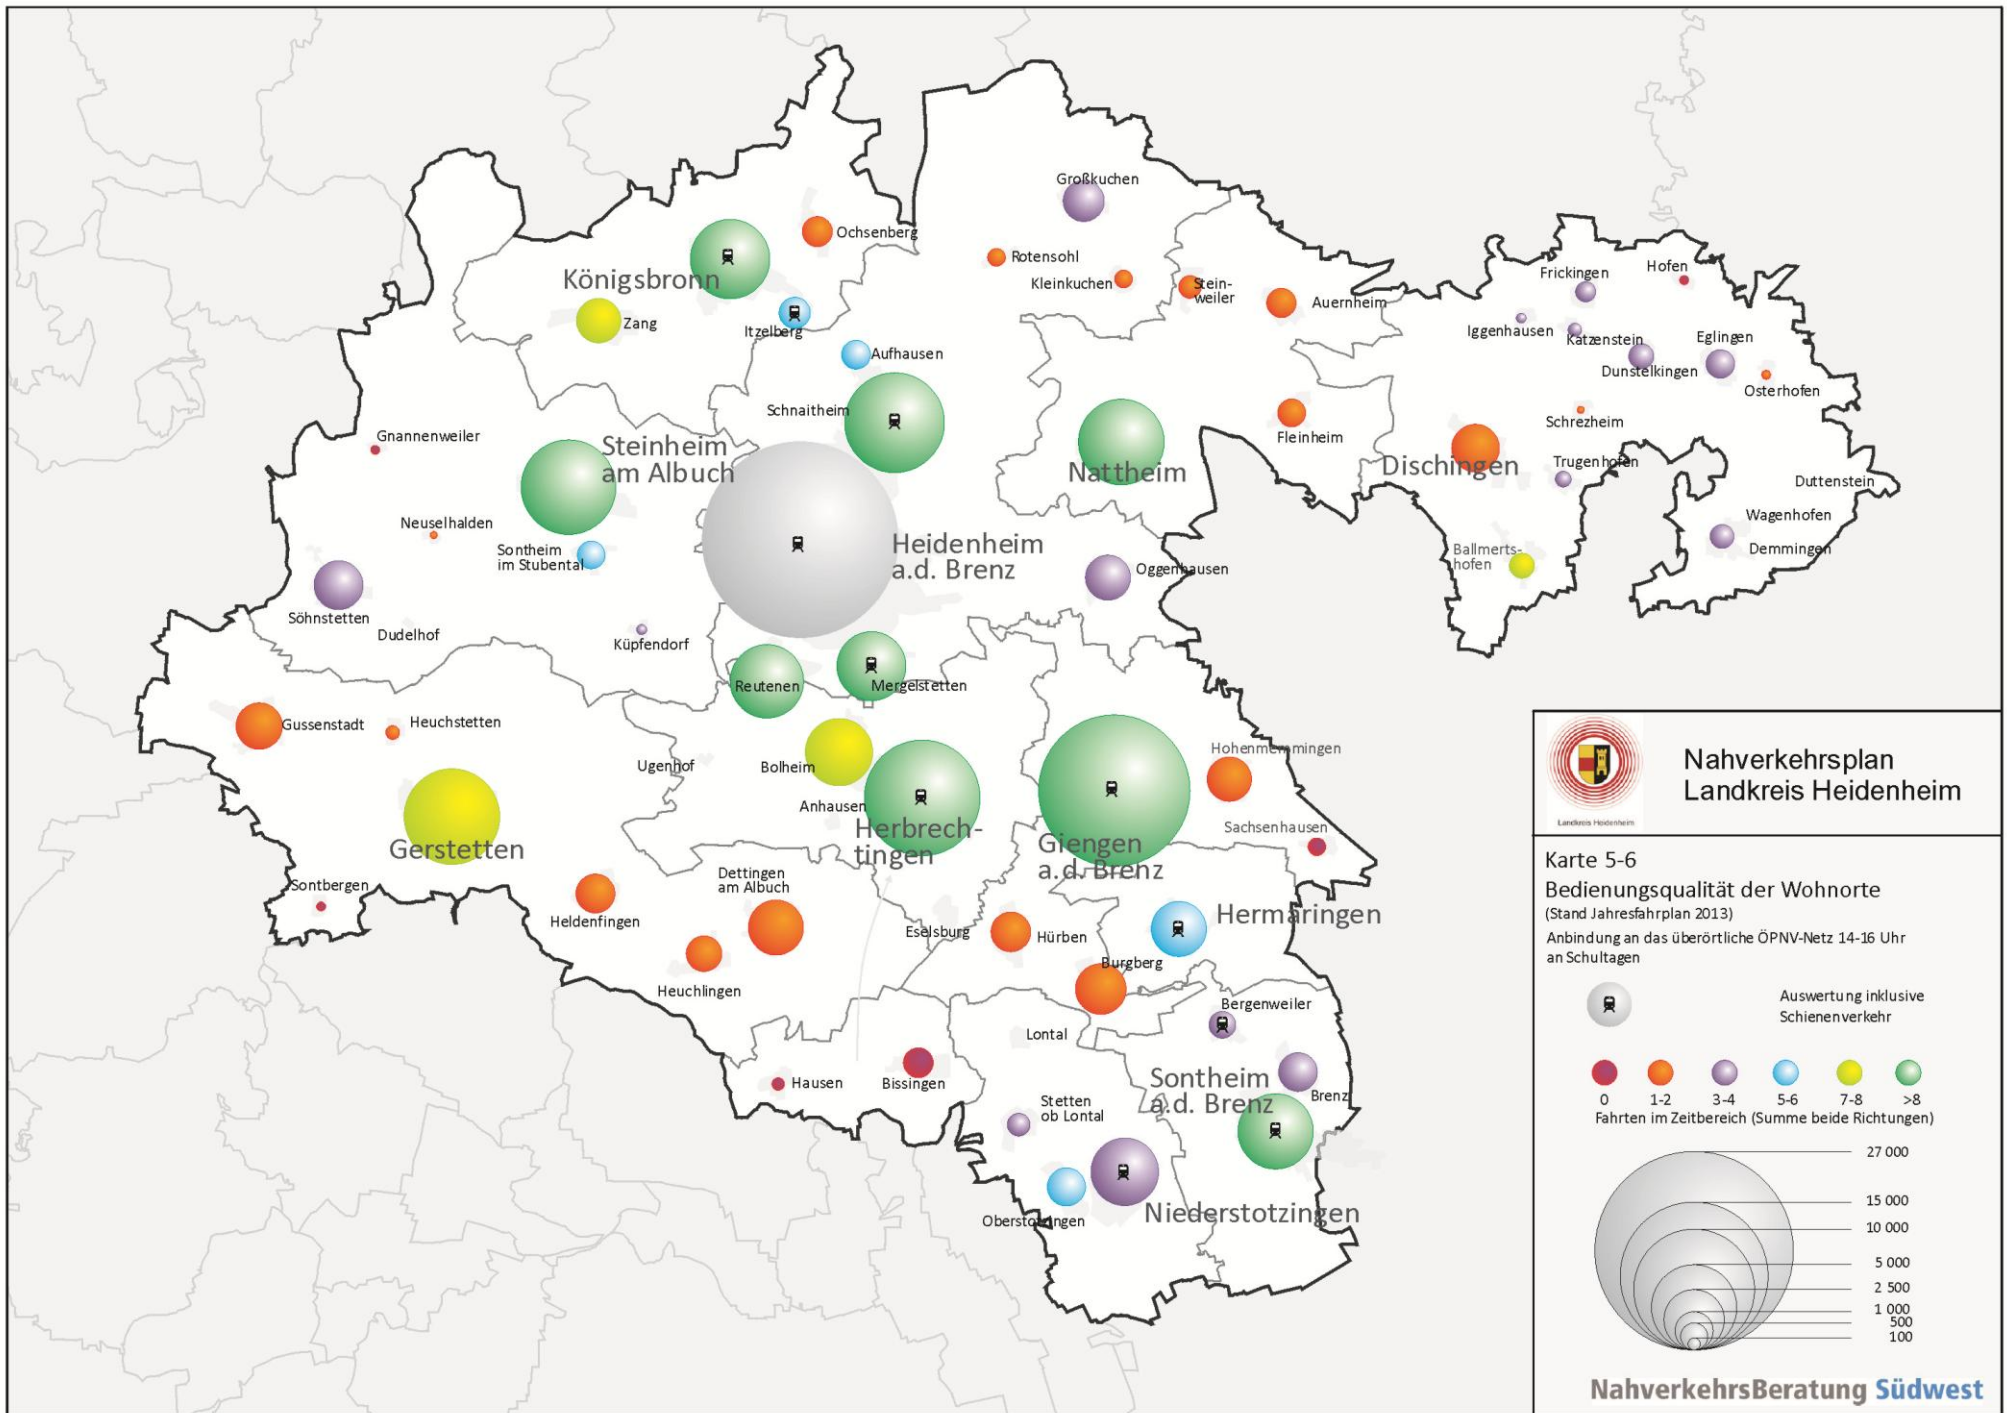 Großkuchen
Ochsenberg
Rotensohl
Kleinkuchen
Stein-
weiler
Auernheim
Frickingen
Hofen
Königsbronn
Zang
Itzelberg
Iggenhausen
Katzenstein
Eglingen
Aufhausen
Dunstelkingen
Osterhofen
Schnaitheim
Schrezheim
Gnannenweiler
Steinheim
am Albuch
Fleinheim
Nattheim
Dischingen
Trugenhofen
Duttenstein
Neuselhalden
Wagenhofen
Sontheim
im Stubental
Heidenheim
a.d. Brenz
Ballmerts-
hofen
Demmingen
Oggenhausen
Söhnstetten
Dudelhof
Küpfendorf
Reutenen
Mergelstetten
Gussenstadt
Heuchstetten
Ugenhof
Bolheim
Hohenmemmingen
Anhausen
Herbrech-
tingen
Giengen
a.d. Brenz
Sachsenhausen
Gerstetten
Sontbergen
Dettingen
am Albuch
Heldenfingen
Eselsburg
Hürben
Hermaringen
Burgberg
Heuchlingen
Bergenweiler
Lontal
Hausen
Bissingen
Sontheim
a.d. Brenz
Brenz
Stetten
ob Lontal
Oberstotzingen
Niederstotzingen
Landkreis Heidenheim
Nahverkehrsplan
Landkreis Heidenheim
Karte 5-6
Bedienungsqualität der Wohnorte
(Stand Jahresfahrplan 2013)
Anbindung an das überörtliche ÖPNV-Netz 14-16 Uhr
an Schultagen
Auswertung inklusive
Schienenverkehr
0 1-2 3-4 5-6 7-8 >8
Fahrten im Zeitbereich (Summe beide Richtungen)
27 000
15 000
10 000
5 000
2 500
1 000
500
100
NahverkehrsBeratung Südwest